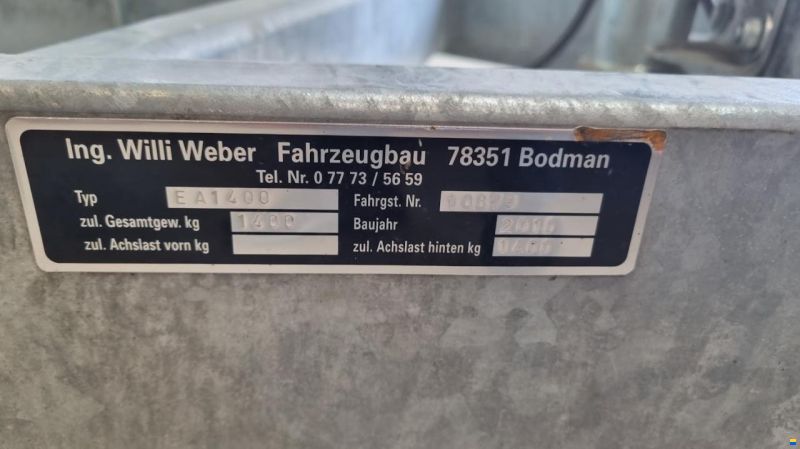 Ing. Willi Weber Fahrzeugbau 78351 Bodman
Tel. Nr. 0 77 73 / 56 59
Typ EA1400 Fahrgst. Nr.
zul. Gesamtgew. kg 1400 Baujahr
zul. Achslast vorn kg zul. Achslast hinten kg